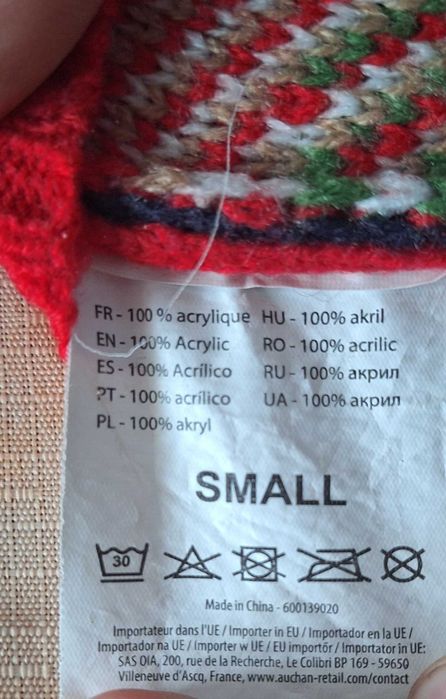 FR - 100 % acrylique HU - 100% akril
EN - 100% Acrylic RO - 100% acrilic
ES - 100% Acrílico RU - 100% акрил
PT - 100% acrílico UA - 100% акрил
PL - 100% akryl
SMALL
30
Made in China - 600139020
Importateur dans l'UE / Importer in EU / Importador en la UE /
Importador na UE / Importer w UE / EU importőr / Importator în UE:
SAS OIA, 200, rue de la Recherche, Le Colibri BP 169 - 59650
Villeneuve d'Ascq, France, www.auchan-retail.com/contact